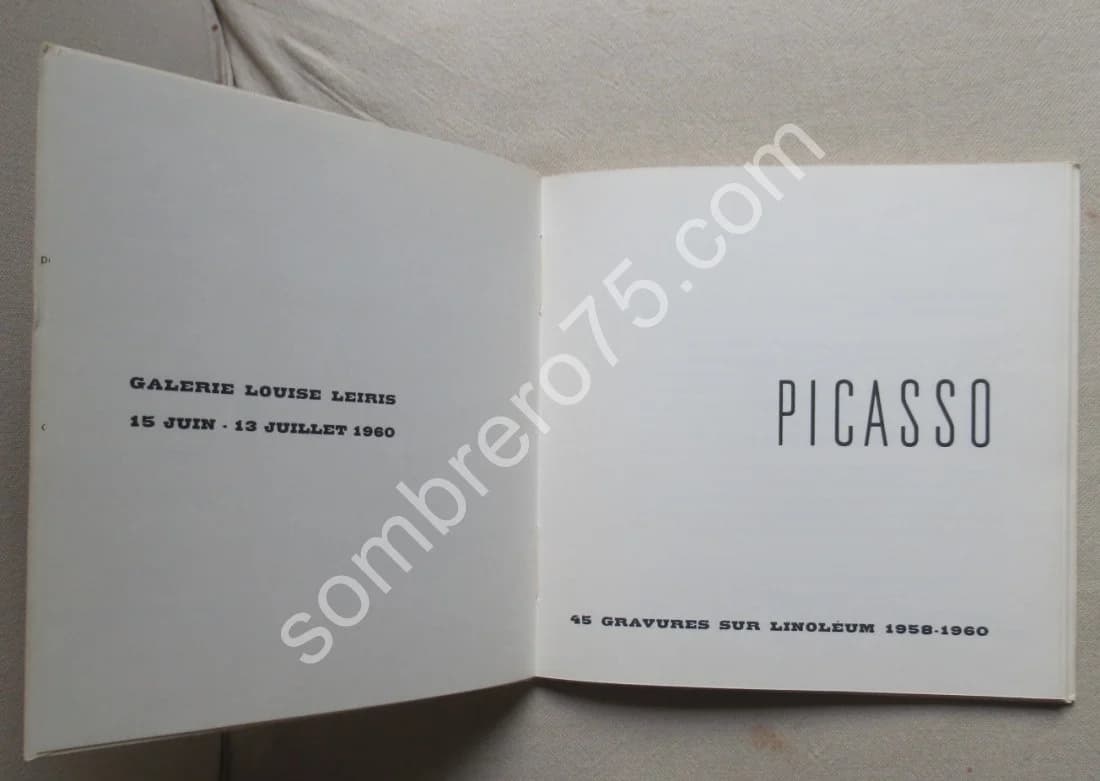 GALERIE LOUISE LEIRIS
15 JUIN - 13 JUILLET 1960
PICASSO
45 GRAVURES SUR LINOLÉUM 1958-1960
sombrero75.com